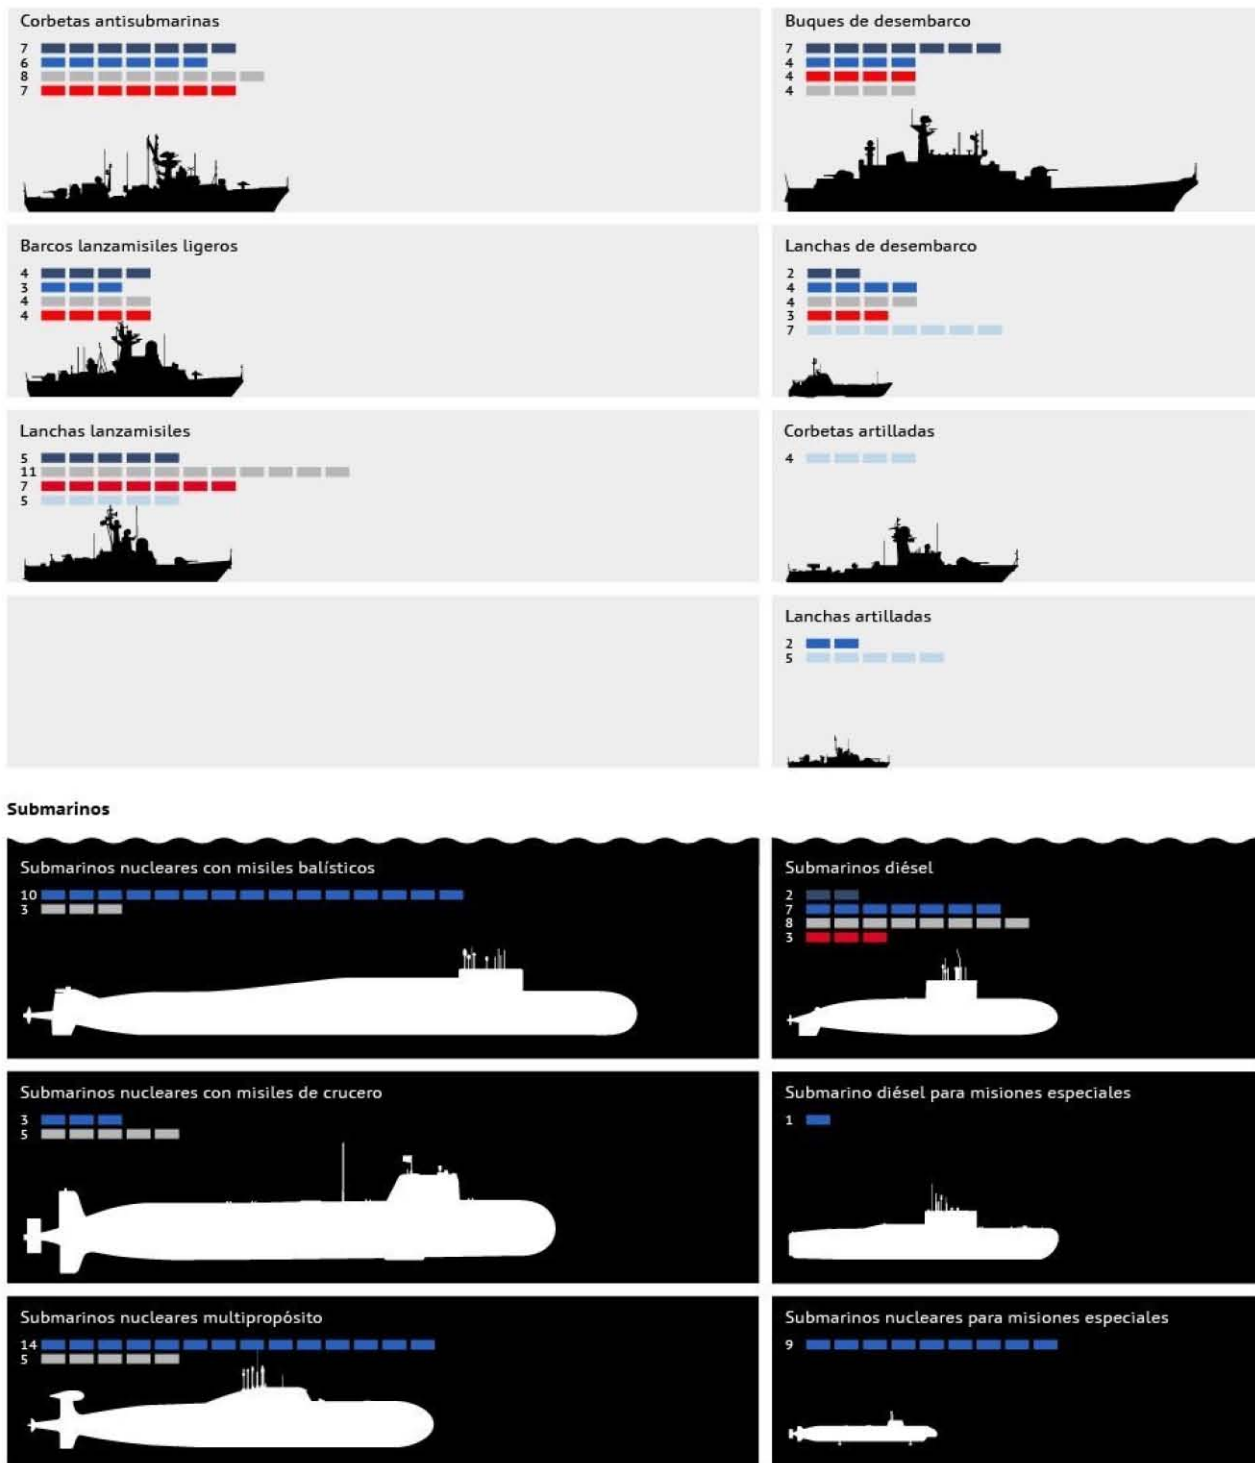 Corbetas antisubmarinas
7
6
8
7
Buques de desembarco
7
4
4
4
Barcos lanzamisiles ligeros
4
3
4
4
Lanchas de desembarco
2
4
4
3
7
Lanchas lanzamisiles
5
11
7
5
Corbetas artilladas
4
Lanchas artilladas
2
5
Submarinos
Submarinos nucleares con misiles balísticos
10
3
Submarinos diésel
2
7
8
3
Submarinos nucleares con misiles de crucero
3
5
Submarino diésel para misiones especiales
1
Submarinos nucleares multipropósito
14
5
Submarinos nucleares para misiones especiales
9